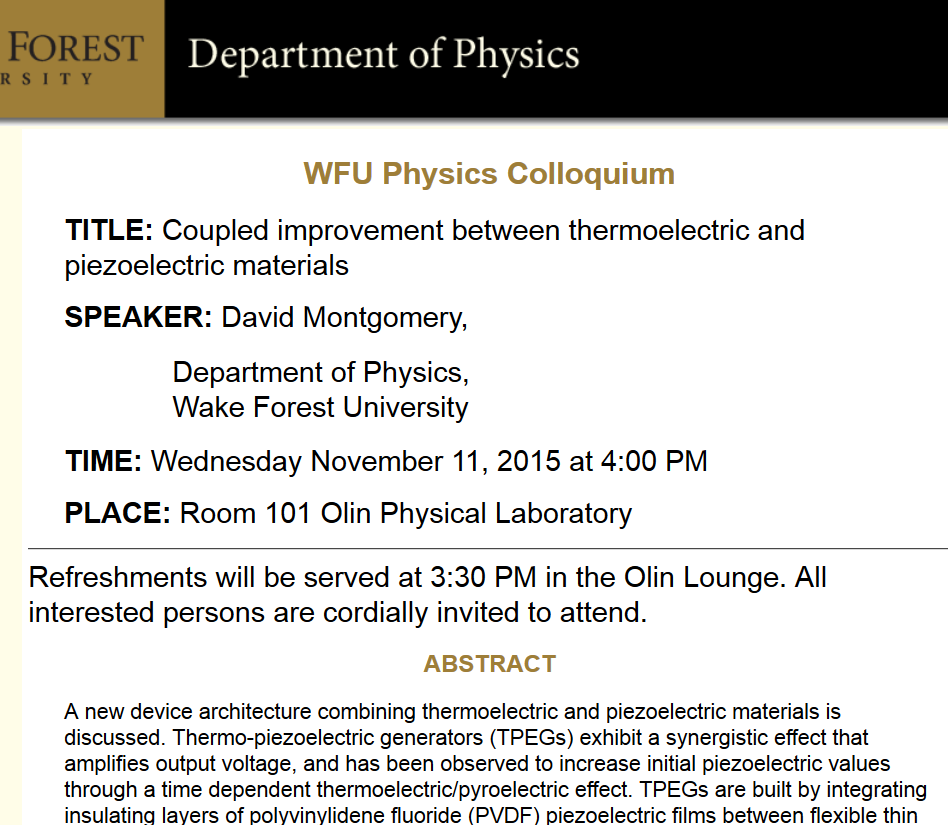 FOREST
RSITY
Department of Physics
WFU Physics Colloquium
TITLE: Coupled improvement between thermoelectric and
piezoelectric materials
SPEAKER: David Montgomery,
Department of Physics,
Wake Forest University
TIME: Wednesday November 11, 2015 at 4:00 PM
PLACE: Room 101 Olin Physical Laboratory
Refreshments will be served at 3:30 PM in the Olin Lounge. All
interested persons are cordially invited to attend.
ABSTRACT
A new device architecture combining thermoelectric and piezoelectric materials is
discussed. Thermo-piezoelectric generators (TPEGs) exhibit a synergistic effect that
amplifies output voltage, and has been observed to increase initial piezoelectric values
through a time dependent thermoelectric/pyroelectric effect. TPEGs are built by integrating
insulating layers of polyvinylidene fluoride (PVDF) piezoelectric films between flexible thin